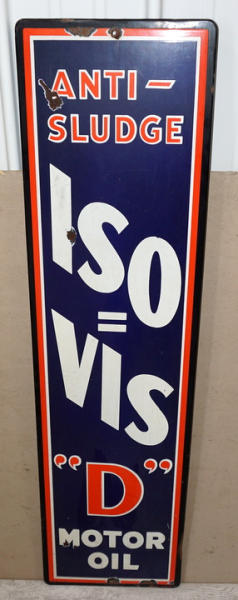 ANTI-
SLUDGE
ISO
=
VIS
"D"
MOTOR
OIL